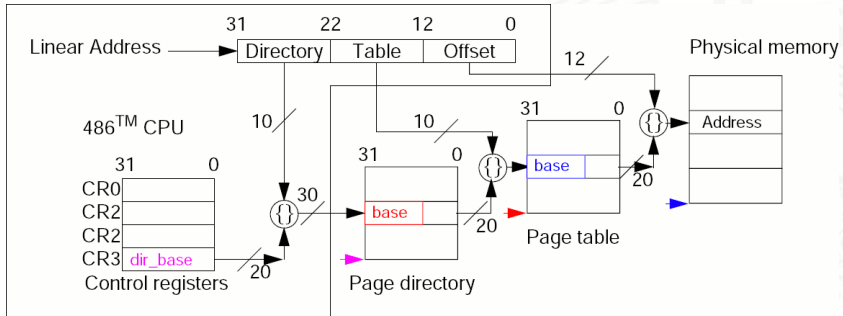 31 22 12 0
Linear Address Directory Table Offset
12
Physical memory
486TM CPU
10
10
31 0
{}
Address
31 0
31 0
{}
base
20
CR0
CR2
CR2
CR3 dir_base
{}
30
base
20
20
Page table
Control registers
Page directory